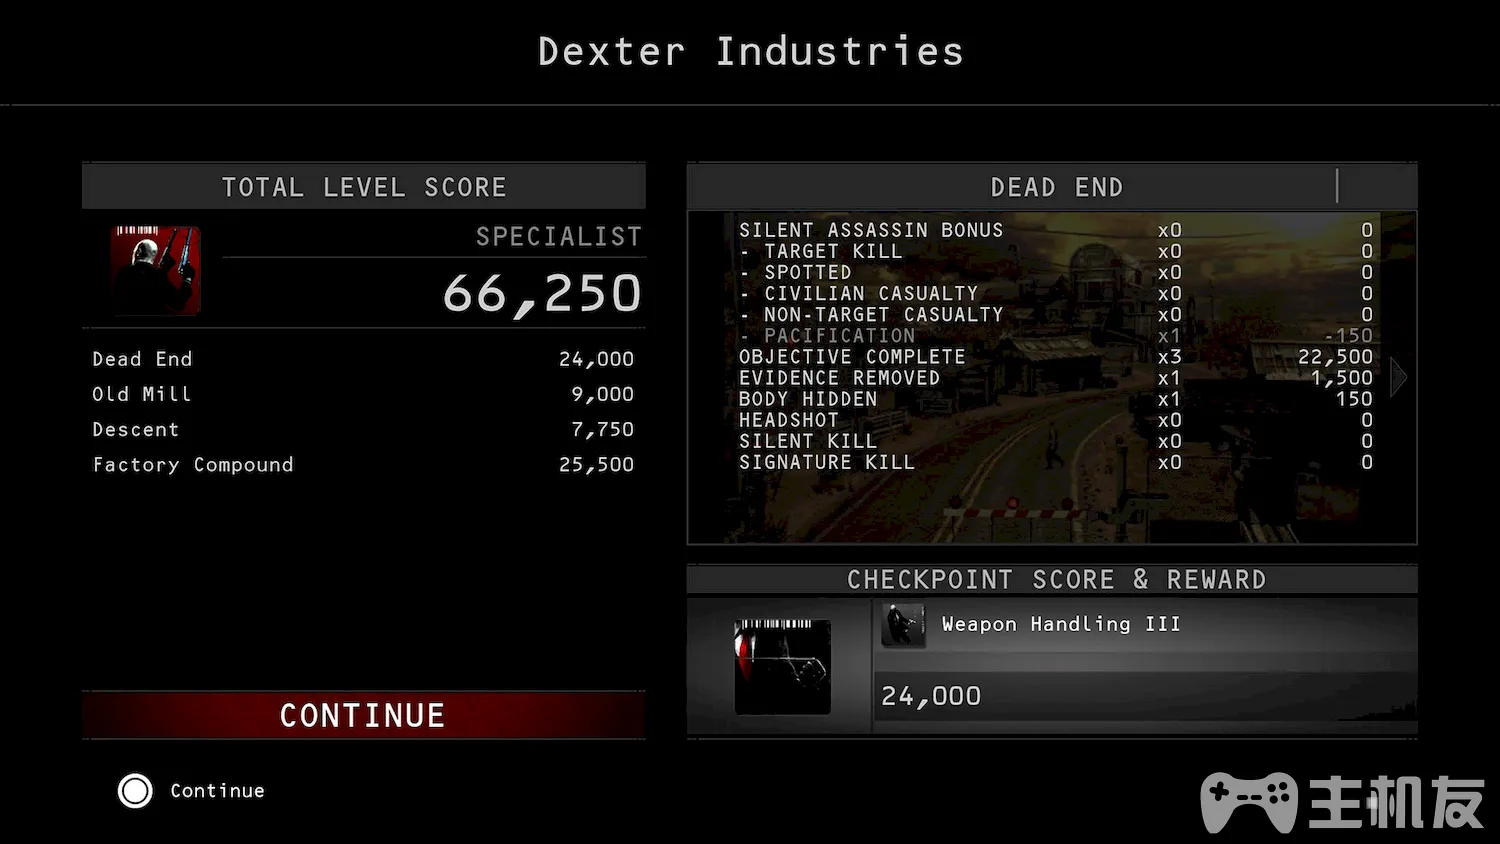 Dexter Industries
TOTAL LEVEL SCORE
SPECIALIST
66,250
Dead End 24,000
Old Mill 9,000
Descent 7,750
Factory Compound 25,500
CONTINUE
Continue
DEAD END
SILENT ASSASSIN BONUS x0 0
- TARGET KILL x0 0
- SPOTTED x0 0
- CIVILIAN CASUALTY x0 0
- NON-TARGET CASUALTY x0 0
- PACIFICATION x1 -150
OBJECTIVE COMPLETE x3 22,500
EVIDENCE REMOVED x1 1,500
BODY HIDDEN x1 150
HEADSHOT x0 0
SILENT KILL x0 0
SIGNATURE KILL x0 0
CHECKPOINT SCORE & REWARD
Weapon Handling III
24,000
主机友